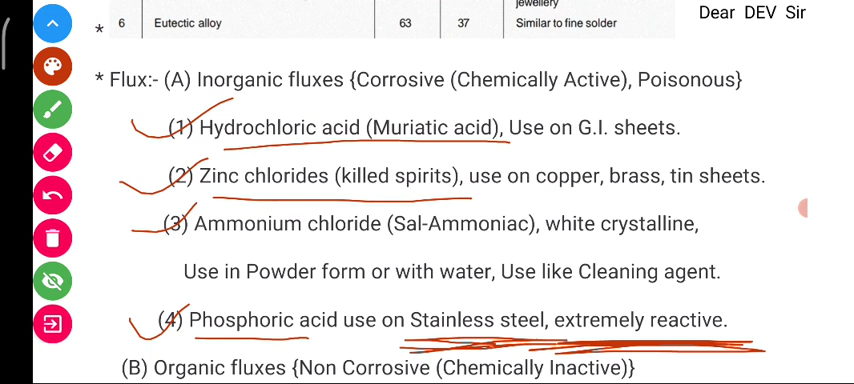 jewellery
Dear DEV Sir
* 6 Eutectic alloy 63 37 Similar to fine solder
* Flux:- (A) Inorganic fluxes {Corrosive (Chemically Active), Poisonous}
(1) Hydrochloric acid (Muriatic acid), Use on G.I. sheets.
(2) Zinc chlorides (killed spirits), use on copper, brass, tin sheets.
(3) Ammonium chloride (Sal-Ammoniac), white crystalline,
Use in Powder form or with water, Use like Cleaning agent.
(4) Phosphoric acid use on Stainless steel, extremely reactive.
(B) Organic fluxes {Non Corrosive (Chemically Inactive)}